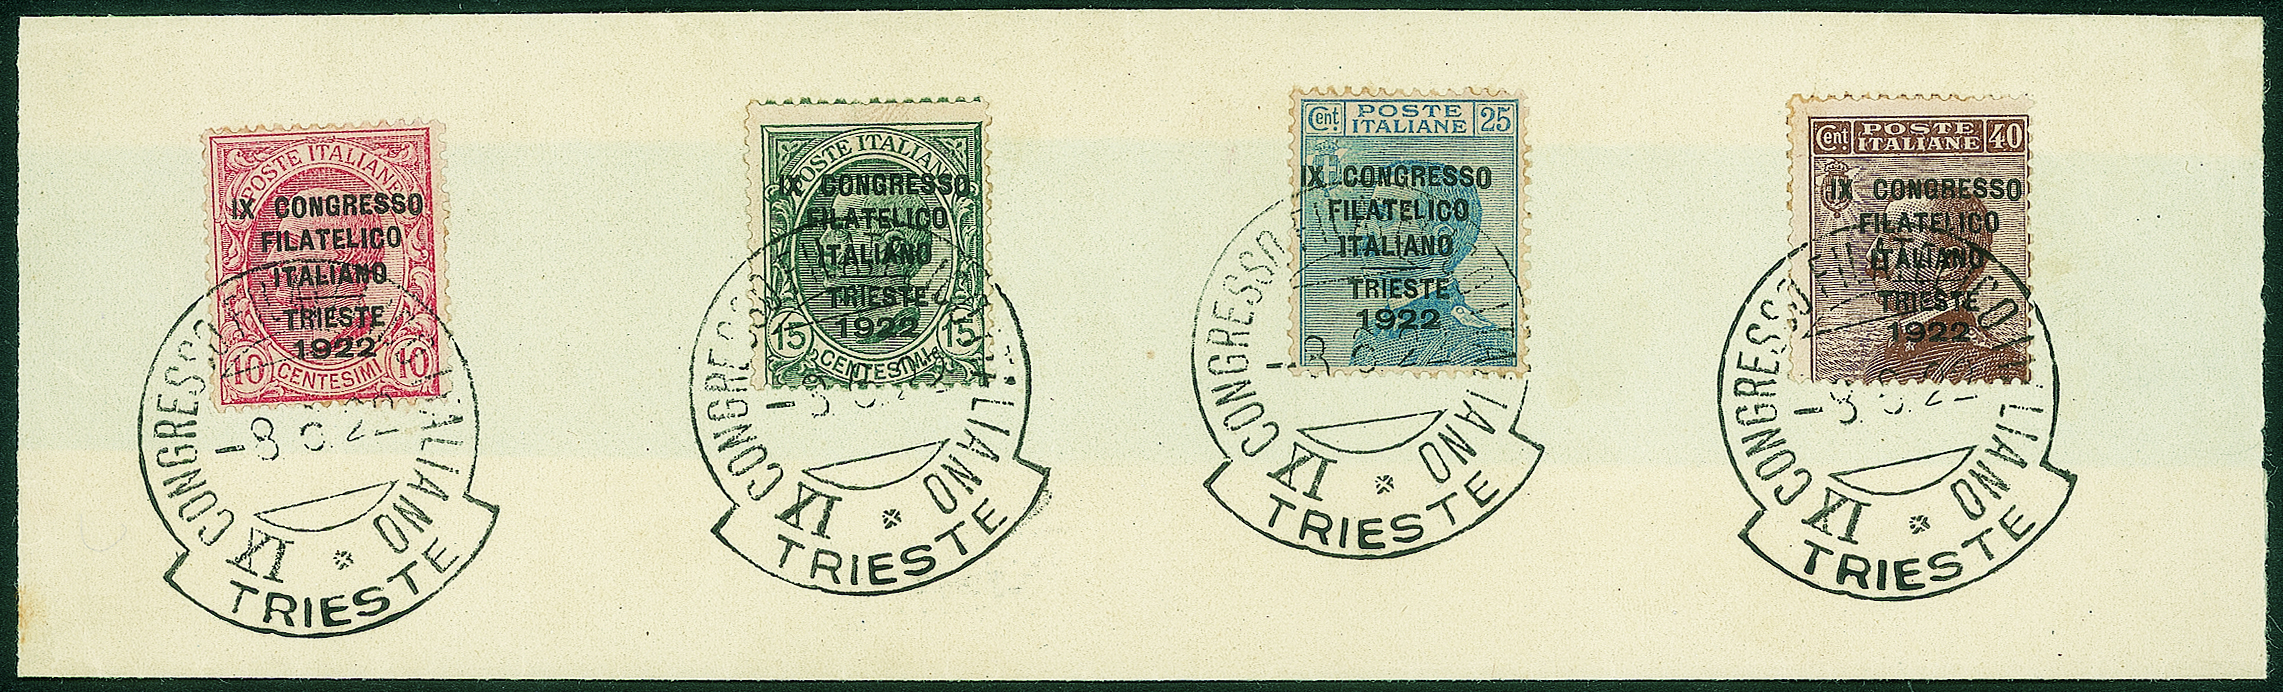 POSTE ITALIANE
IX CONGRESSO
FILATELICO
ITALIANO
TRIESTE
1922
10 CENTESIMI 10
CONGRESSO
ITALIANO
IX
TRIESTE
POSTE ITALIANE
IX CONGRESSO
FILATELICO
ITALIANO
TRIESTE
1922
15 CENTESIMI 15
CONGRESSO
IX
TRIESTE
Cent. POSTE ITALIANE 25
IX CONGRESSO
FILATELICO
ITALIANO
TRIESTE
1922
CONGRESSO
IX
TRIESTE
Cent. POSTE ITALIANE 40
IX CONGRESSO
FILATELICO
ITALIANO
TRIESTE
1922
CONGRESSO
IX
TRIESTE